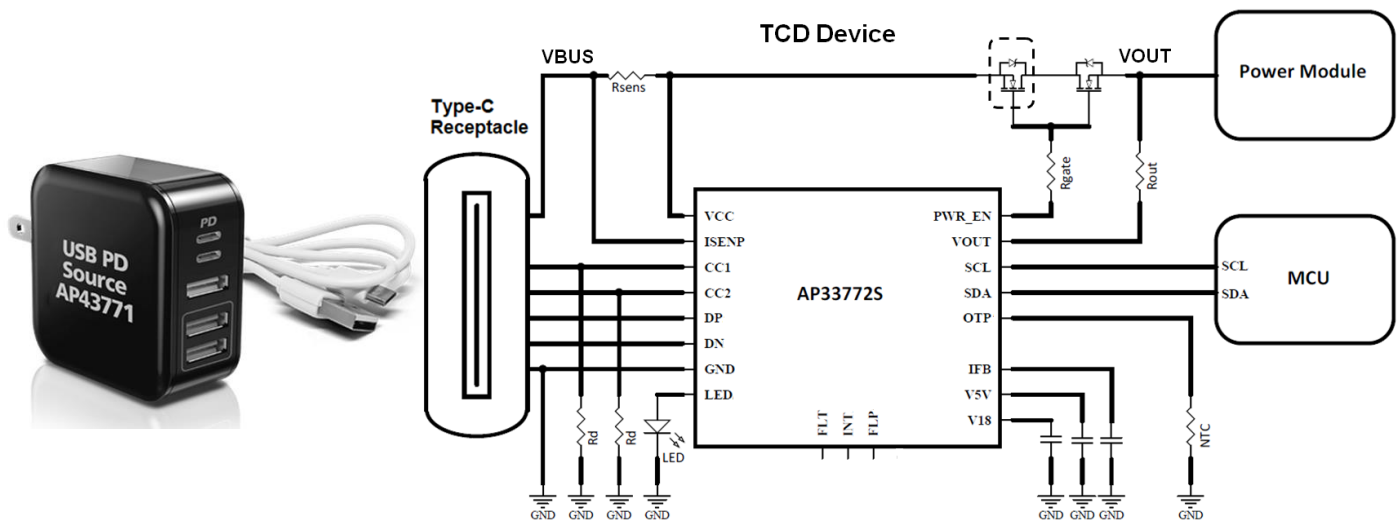 TCD Device
VBUS
Rsens
VOUT
Power Module
Type-C
Receptacle
Rgate
Rout
PD
USB PD
Source
AP43771
VCC
ISENP
CC1
CC2
DP
DN
GND
LED
AP33772S
PWR_EN
VOUT
SCL
SDA
OTP
IFB
V5V
V18
FLT
INT
FLP
SCL
SDA
MCU
Rd
Rd
LED
NTC
GND
GND
GND
GND
GND
GND
GND
GND